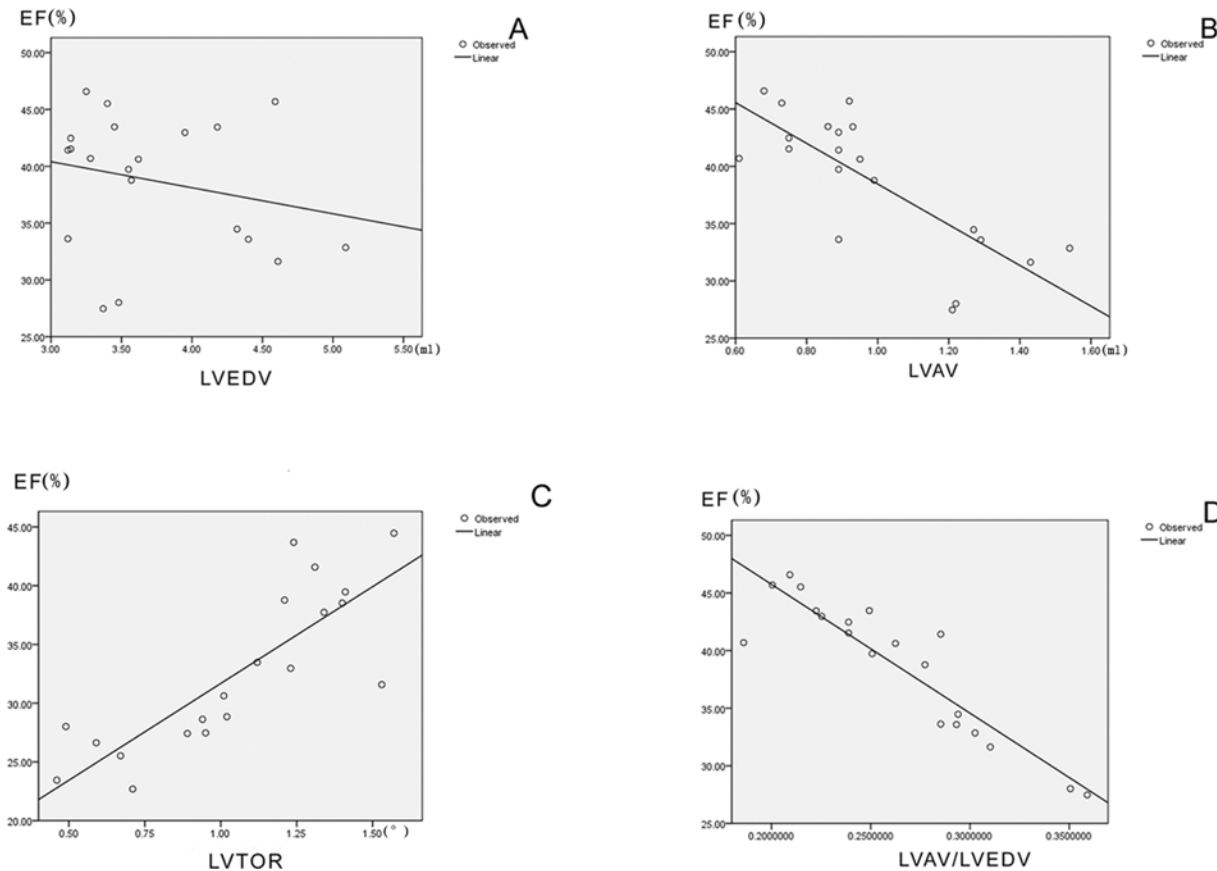 EF(%)
A
Observed
Linear
50.00
45.00
40.00
35.00
30.00
25.00
3.00 3.50 4.00 4.50 5.00 5.50 (ml)
LVEDV
EF(%)
B
Observed
Linear
50.00
45.00
40.00
35.00
30.00
25.00
0.60 0.80 1.00 1.20 1.40 1.60 (ml)
LVAV
EF(%)
C
Observed
Linear
45.00
40.00
35.00
30.00
25.00
20.00
0.50 0.75 1.00 1.25 1.50 (°)
LVTOR
EF(%)
D
Observed
Linear
50.00
45.00
40.00
35.00
30.00
25.00
0.2000000 0.2500000 0.3000000 0.3500000
LVAV/LVEDV